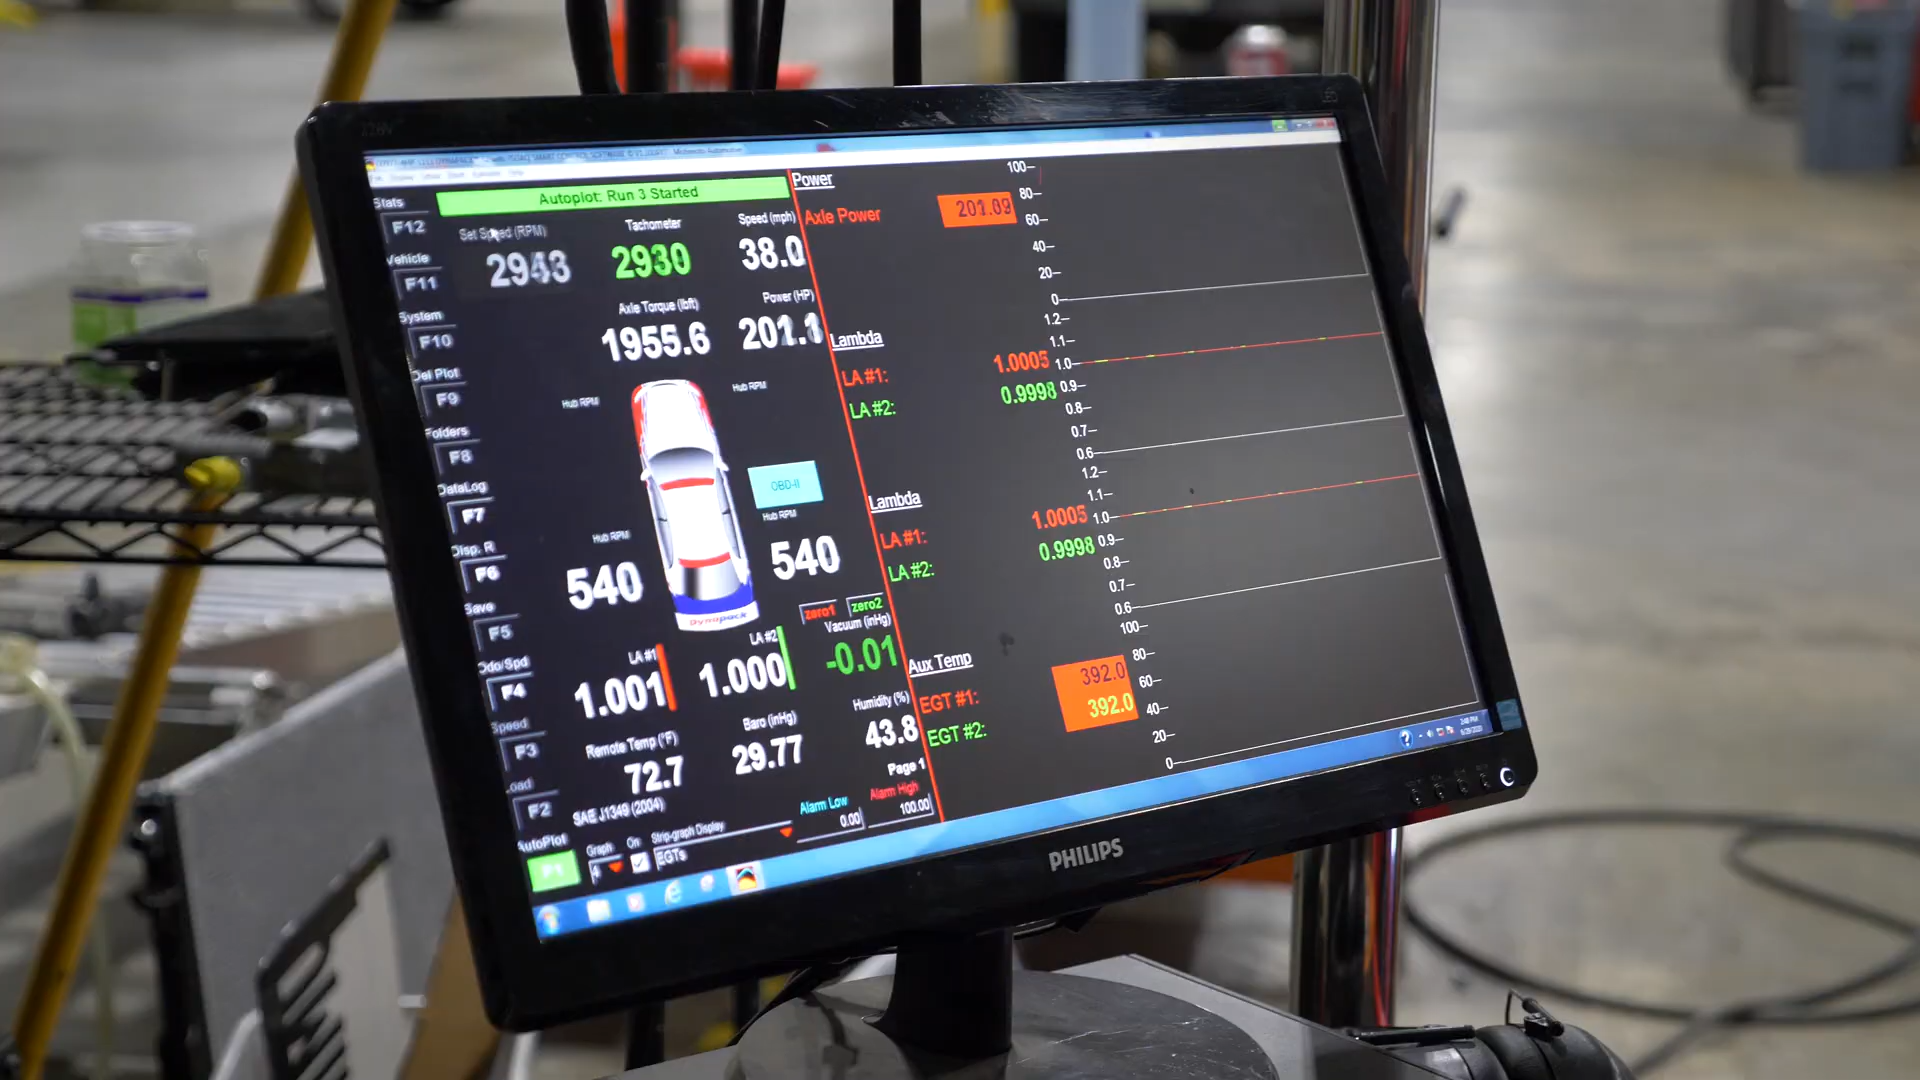 Autoplot: Run 3 Started
Stats
F12
Vehicle
F11
System
F10
Del Plot
F9
Folders
F8
DataLog
F7
Disp. R
F6
Save
F5
Odo/Spd
F4
Speed
F3
Load
F2
AutoPlot
F1
Set Speed (RPM)
2943
Tachometer
2930
Speed (mph)
38.0
Axle Torque (lbft)
1955.6
Power (HP)
201.1
Hub RPM
Hub RPM
OBD-II
Hub RPM
540
Hub RPM
540
Dynapack
zero1
zero2
LA #1
1.001
LA #2
1.000
Vacuum (inHg)
-0.01
Remote Temp (°F)
72.7
Baro (inHg)
29.77
Humidity (%)
43.8
SAE J1349 (2004)
Page 1
Graph
4
On
Strip-graph Display
EGTs
Alarm Low
0.00
Alarm High
100.00
Power
Axle Power
201.09
100
80
60
40
20
0
Lambda
LA #1:
1.0005
LA #2:
0.9998
1.2
1.1
1.0
0.9
0.8
0.7
0.6
Lambda
LA #1:
1.0005
LA #2:
0.9998
1.2
1.1
1.0
0.9
0.8
0.7
0.6
Aux Temp
EGT #1:
392.0
EGT #2:
392.0
100
80
60
40
20
0
PHILIPS